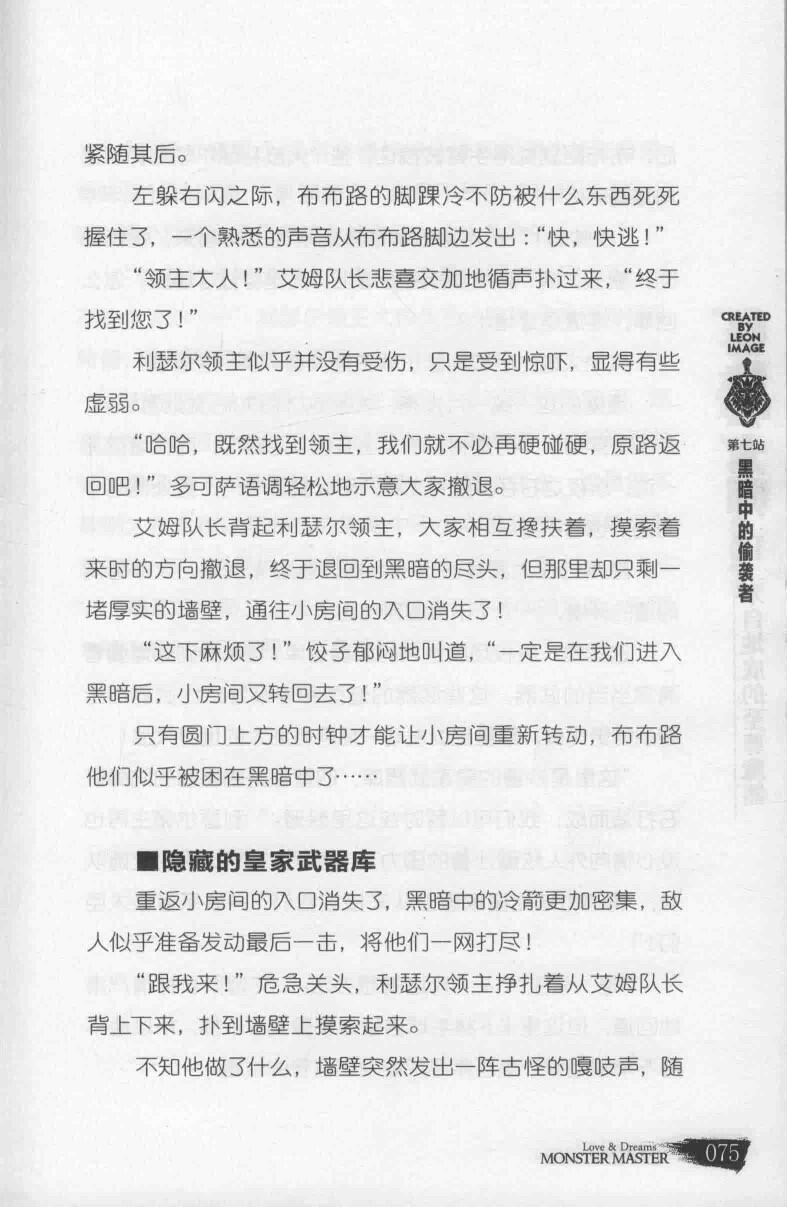 紧随其后。
左躲右闪之际，布布路的脚踝冷不防被什么东西死死
握住了，一个熟悉的声音从布布路脚边发出：“快，快逃！”
“领主大人！”艾姆队长悲喜交加地循声扑过来，“终于
找到您了！”
利瑟尔领主似乎并没有受伤，只是受到惊吓，显得有些
虚弱。
“哈哈，既然找到领主，我们就不必再硬碰硬，原路返
回吧！”多可萨语调轻松地示意大家撤退。
艾姆队长背起利瑟尔领主，大家相互搀扶着，摸索着
来时的方向撤退，终于退回到黑暗的尽头，但那里却只剩一
堵厚实的墙壁，通往小房间的入口消失了！
“这下麻烦了！”饺子郁闷地叫道，“一定是在我们进入
黑暗后，小房间又转回去了！”
只有圆门上方的时钟才能让小房间重新转动，布布路
他们似乎被困在黑暗中了……
■隐藏的皇家武器库
重返小房间的入口消失了，黑暗中的冷箭更加密集，敌
人似乎准备发动最后一击，将他们一网打尽！
“跟我来！”危急关头，利瑟尔领主挣扎着从艾姆队长
背上下来，扑到墙壁上摸索起来。
不知他做了什么，墙壁突然发出一阵古怪的嘎吱声，随
CREATED
BY
LEON
IMAGE
第七站
黑暗中的偷袭者
Love & Dreams
MONSTER MASTER
075